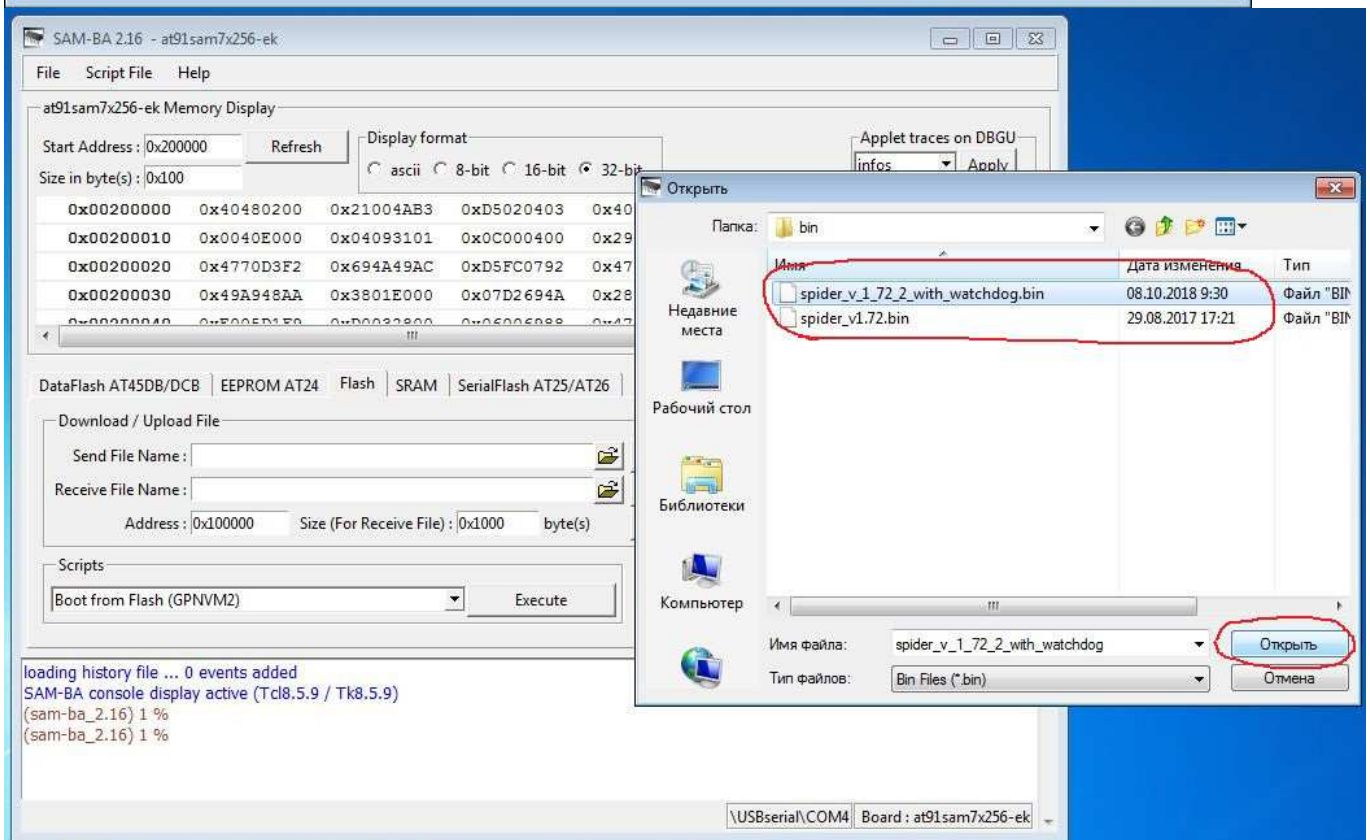 SAM-BA 2.16 - at91sam7x256-ek
File Script File Help
at91sam7x256-ek Memory Display
Start Address : 0x200000 Refresh
Size in byte(s) : 0x100
Display format
ascii 8-bit 16-bit 32-bit
Applet traces on DBGU
infos Apply
0x00200000 0x40480200 0x21004AB3 0xD5020403 0x40
0x00200010 0x0040E000 0x04093101 0x0C000400 0x29
0x00200020 0x4770D3F2 0x694A49AC 0xD5FC0792 0x47
0x00200030 0x49A948AA 0x3801E000 0x07D2694A 0x28
DataFlash AT45DB/DCB EEPROM AT24 Flash SRAM SerialFlash AT25/AT26
Download / Upload File
Send File Name :
Receive File Name :
Address : 0x100000 Size (For Receive File) : 0x1000 byte(s)
Scripts
Boot from Flash (GPNVM2) Execute
loading history file ... 0 events added
SAM-BA console display active (Tcl8.5.9 / Tk8.5.9)
(sam-ba_2.16) 1 %
(sam-ba_2.16) 1 %
\USBserial\COM4 Board : at91sam7x256-ek
Открыть
Папка: bin
Имя Дата изменения Тип
spider_v_1_72_2_with_watchdog.bin 08.10.2018 9:30 Файл "BIN
spider_v1.72.bin 29.08.2017 17:21 Файл "BIN
Недавние места
Рабочий стол
Библиотеки
Компьютер
Имя файла: spider_v_1_72_2_with_watchdog Открыть
Тип файлов: Bin Files (*.bin) Отмена